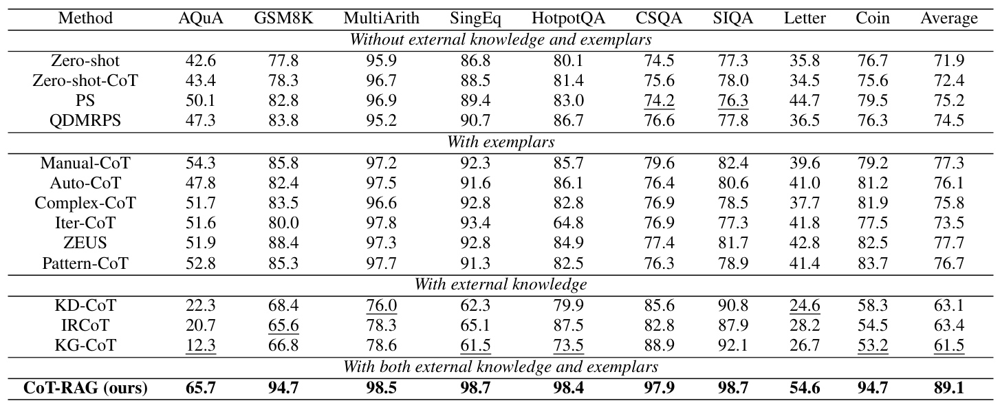 Method AQuA GSM8K MultiArith SingEq HotpotQA CSQA SIQA Letter Coin Average
Without external knowledge and exemplars
Zero-shot 42.6 77.8 95.9 86.8 80.1 74.5 77.3 35.8 76.7 71.9
Zero-shot-CoT 43.4 78.3 96.7 88.5 81.4 75.6 78.0 34.5 75.6 72.4
PS 50.1 82.8 96.9 89.4 83.0 74.2 76.3 44.7 79.5 75.2
QDMRPS 47.3 83.8 95.2 90.7 86.7 76.6 77.8 36.5 76.3 74.5
With exemplars
Manual-CoT 54.3 85.8 97.2 92.3 85.7 79.6 82.4 39.6 79.2 77.3
Auto-CoT 47.8 82.4 97.5 91.6 86.1 76.4 80.6 41.0 81.2 76.1
Complex-CoT 51.7 83.5 96.6 92.8 82.8 76.9 78.5 37.7 81.9 75.8
Iter-CoT 51.6 80.0 97.8 93.4 64.8 76.9 77.3 41.8 77.5 73.5
ZEUS 51.9 88.4 97.3 92.8 84.9 77.4 81.7 42.8 82.5 77.7
Pattern-CoT 52.8 85.3 97.7 91.3 82.5 76.3 78.9 41.4 83.7 76.7
With external knowledge
KD-CoT 22.3 68.4 76.0 62.3 79.9 85.6 90.8 24.6 58.3 63.1
IRCoT 20.7 65.6 78.3 65.1 87.5 82.8 87.9 28.2 54.5 63.4
KG-CoT 12.3 66.8 78.6 61.5 73.5 88.9 92.1 26.7 53.2 61.5
With both external knowledge and exemplars
CoT-RAG (ours) 65.7 94.7 98.5 98.7 98.4 97.9 98.7 54.6 94.7 89.1